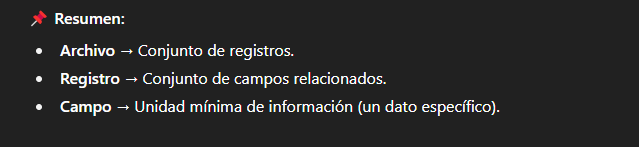 📌 Resumen:
• Archivo → Conjunto de registros.
• Registro → Conjunto de campos relacionados.
• Campo → Unidad mínima de información (un dato específico).